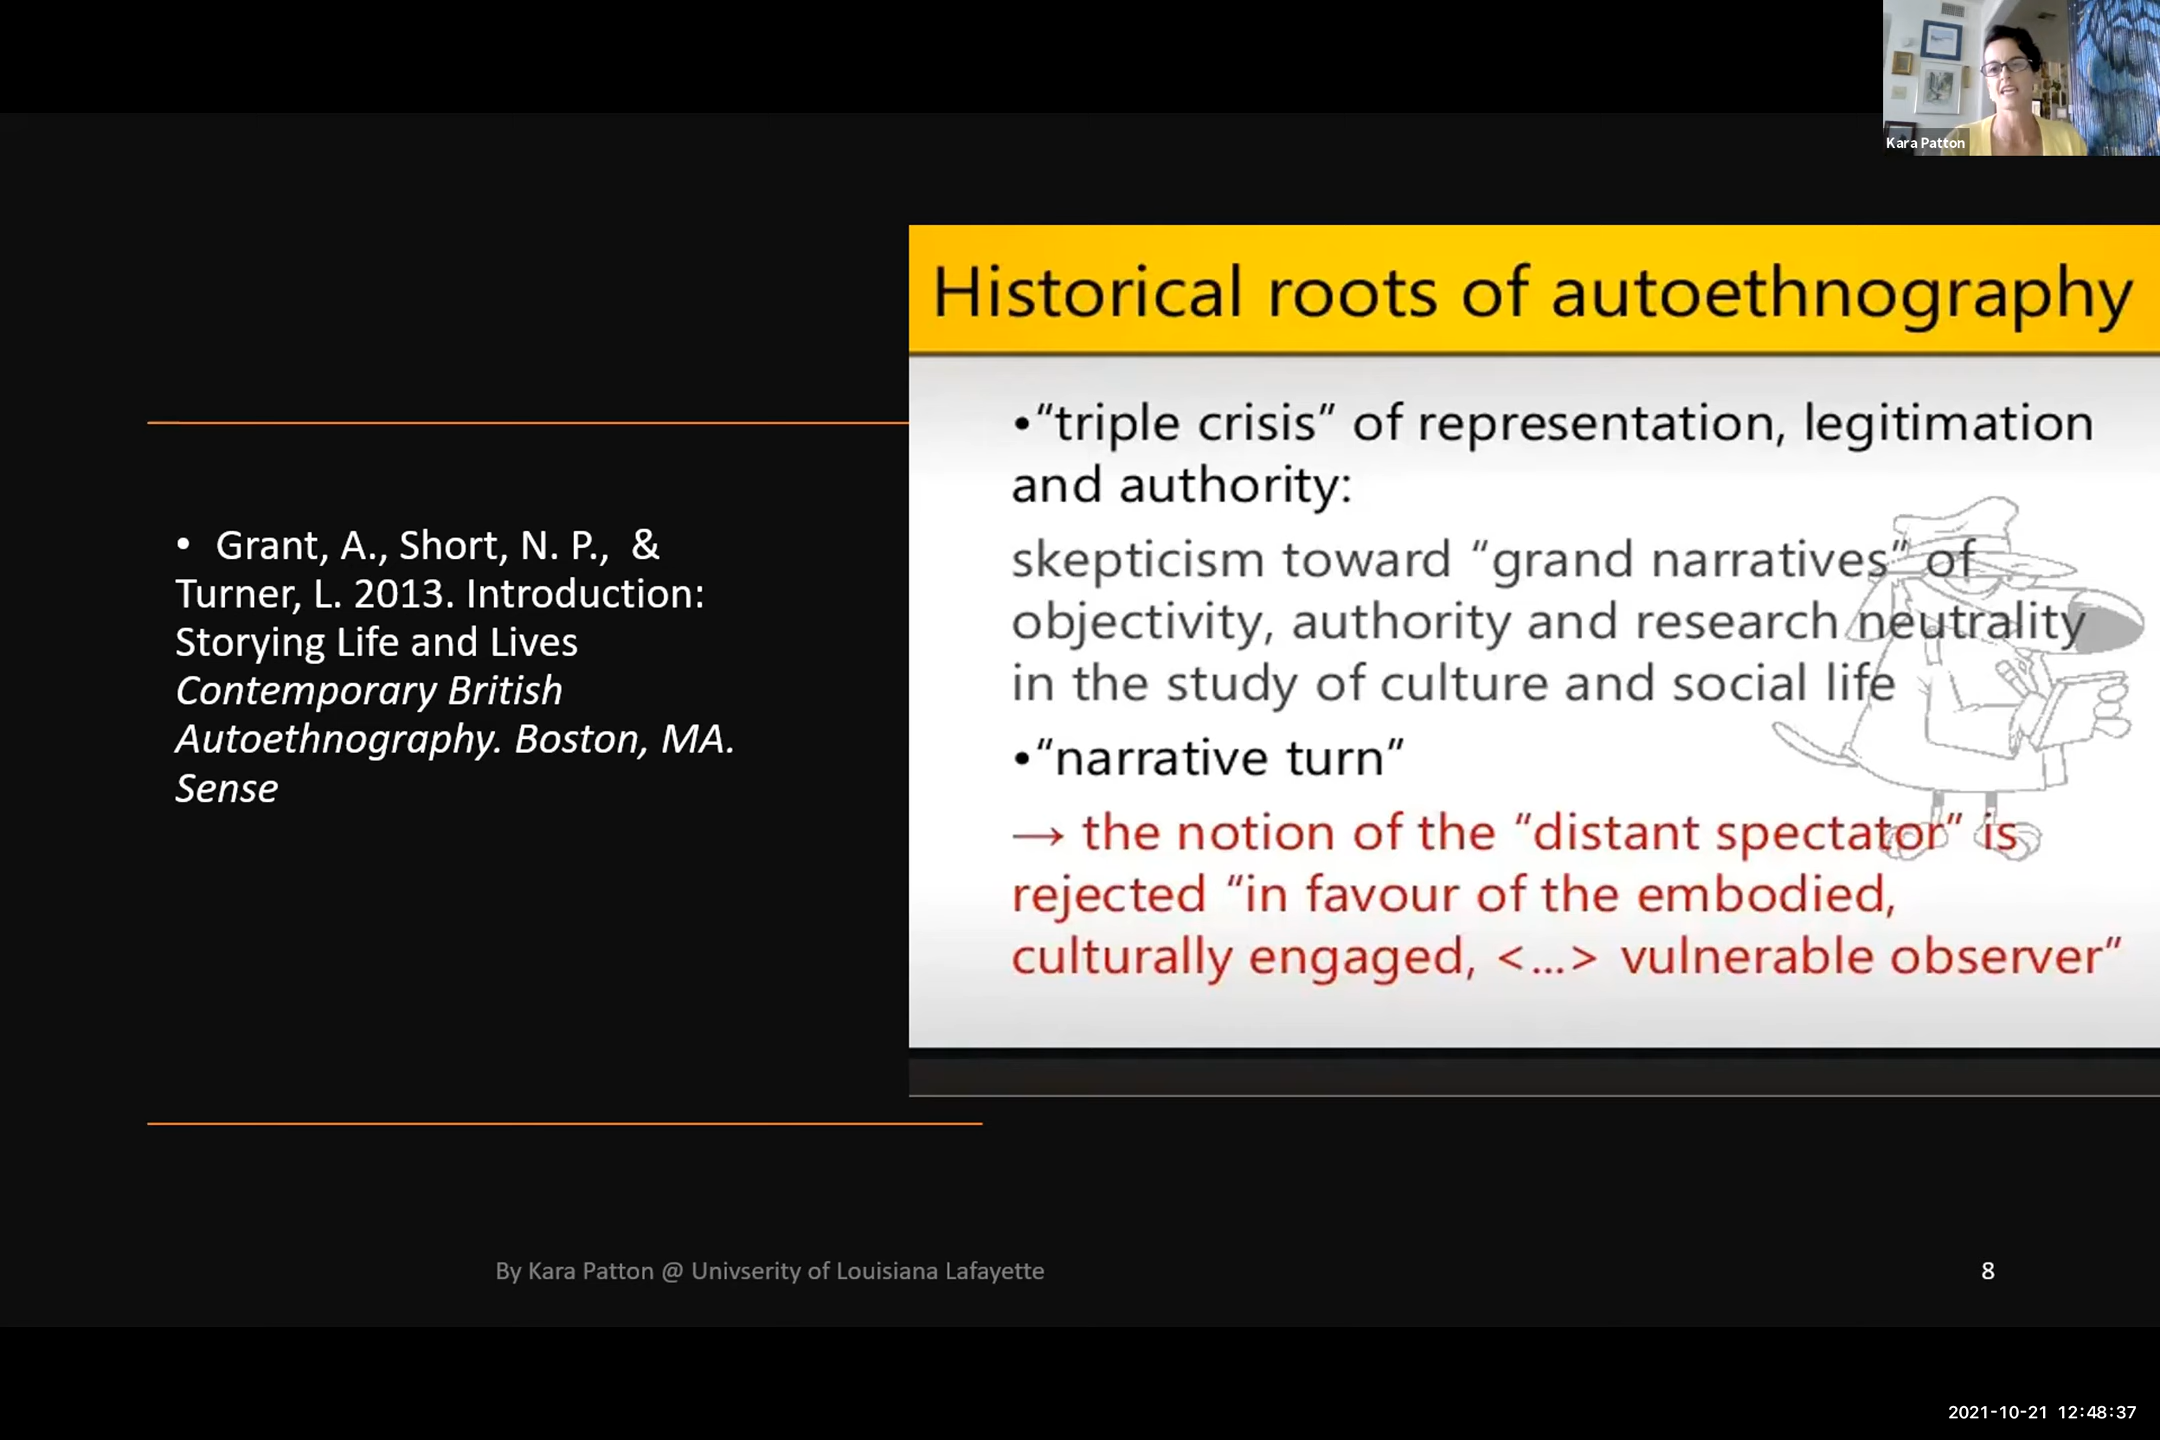 Kara Patton
Historical roots of autoethnography
•“triple crisis” of representation, legitimation
and authority:
skepticism toward “grand narratives” of
objectivity, authority and research neutrality
in the study of culture and social life
•“narrative turn”
→ the notion of the “distant spectator” is
rejected “in favour of the embodied,
culturally engaged, <...> vulnerable observer”
• Grant, A., Short, N. P., &
Turner, L. 2013. Introduction:
Storying Life and Lives
Contemporary British
Autoethnography. Boston, MA.
Sense
By Kara Patton @ Univserity of Louisiana Lafayette
8
2021-10-21 12:48:37